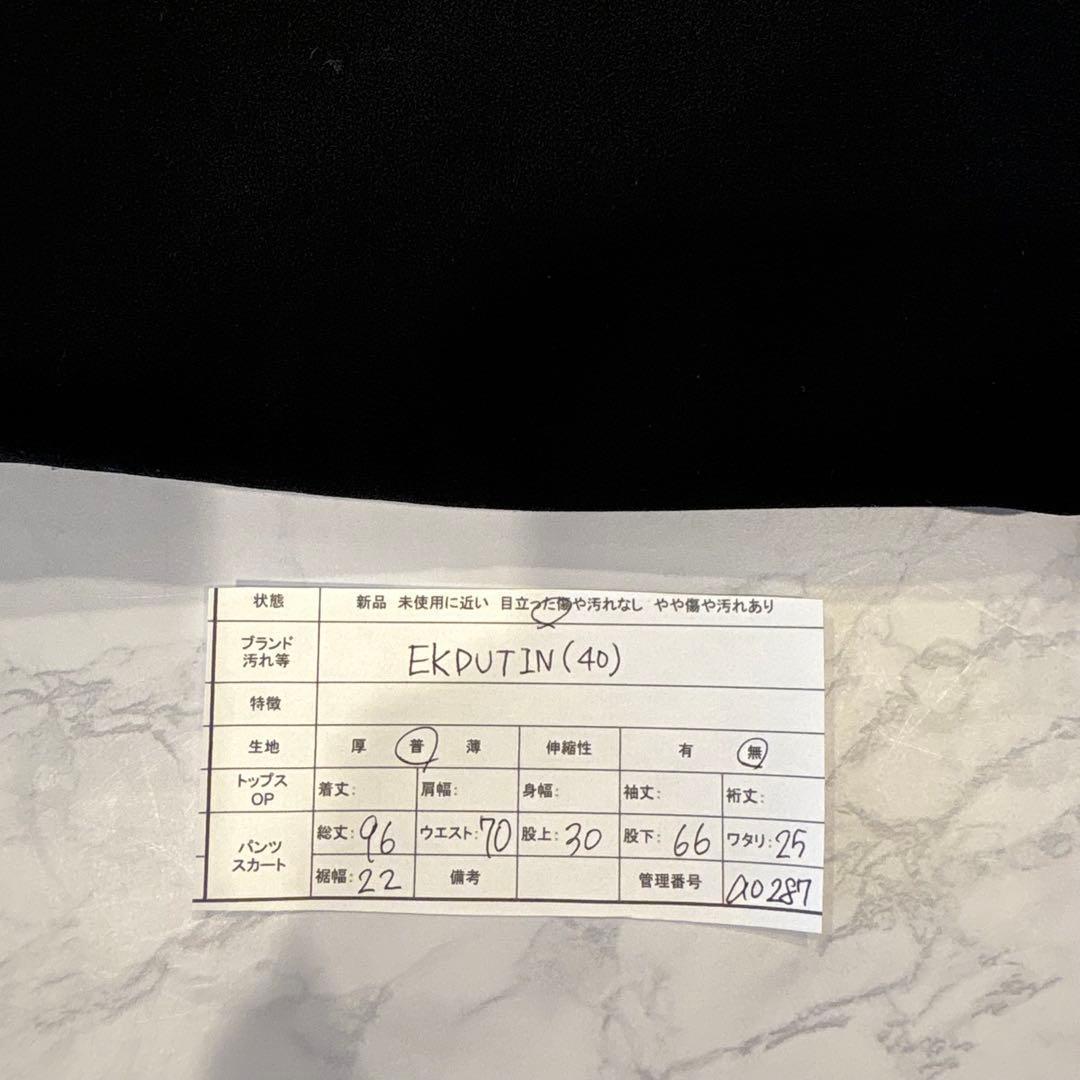 状態 新品 未使用に近い 目立った傷や汚れなし やや傷や汚れあり
ブランド
汚れ等 EKDUTIN(40)
特徴
生地 厚 普 薄 伸縮性 有 無
トップス
OP 着丈: 肩幅: 身幅: 袖丈: 裄丈:
パンツ
スカート 総丈:96 ウエスト:70 股上:30 股下:66 ワタリ:25
裾幅:22 備考 管理番号 a0287